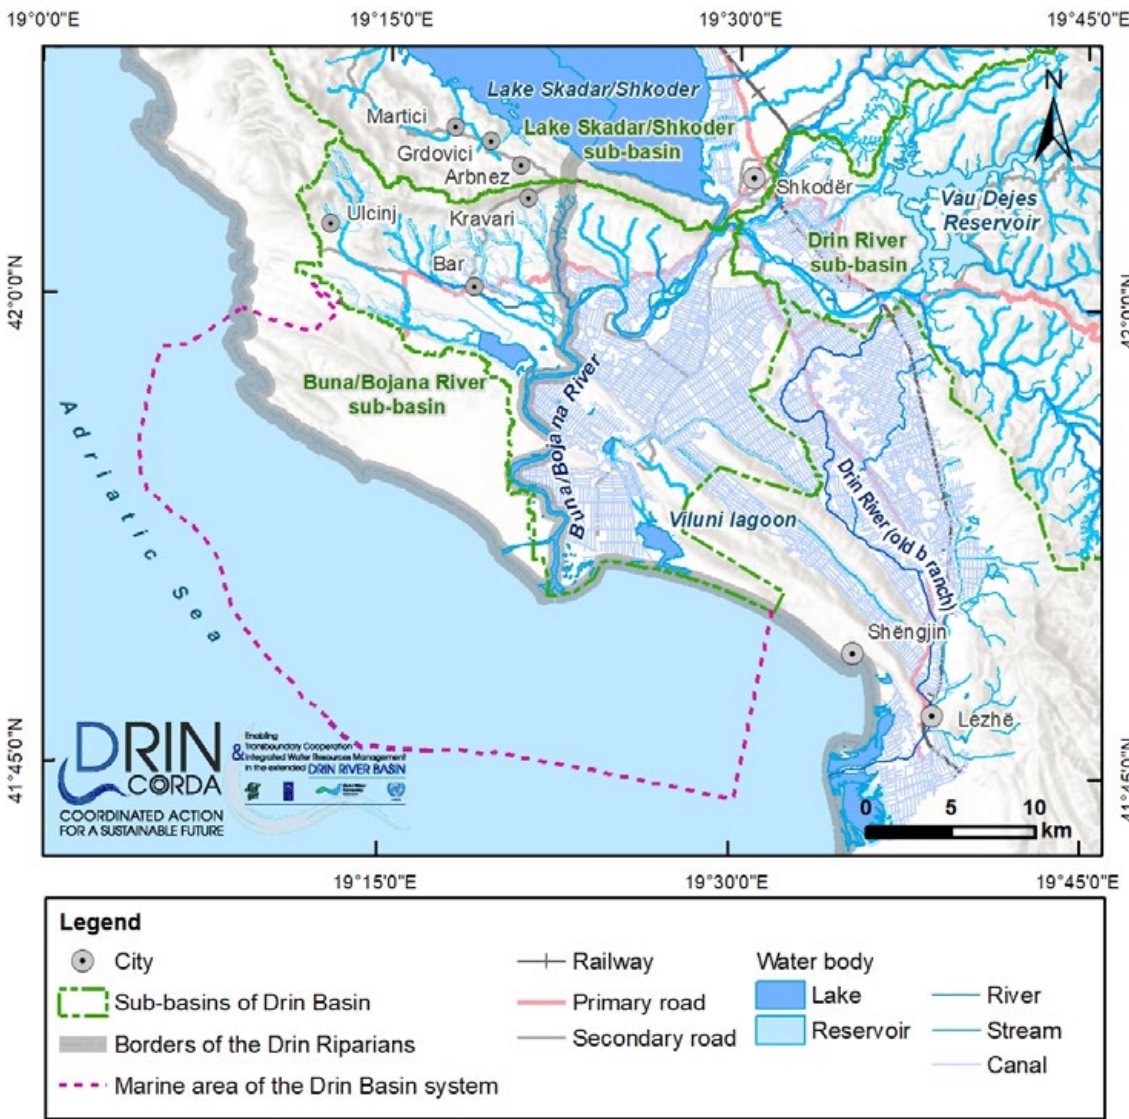 19°0'0"E
19°15'0"E
19°30'0"E
19°45'0"E
42°0'0"N
42°0'0"N
41°45'0"N
41°45'0"N
N
Lake Skadar/Shkoder
Lake Skadar/Shkoder
sub-basin
Martici
Grdovici
Arbnez
Kravari
Ulcinj
Bar
Shkodër
Vau Dejes
Reservoir
Drin River
sub-basin
Buna/Bojana River
sub-basin
Buna/Bojana River
Adriatic Sea
Viluni lagoon
Drin River (old branch)
Shëngjin
Lezhë
DRIN
CORDA
COORDINATED ACTION
FOR A SUSTAINABLE FUTURE
Enabling
Transboundary Cooperation
& Integrated Water Resources Management
in the extended DRIN RIVER BASIN
0 5 10
km
19°15'0"E
19°30'0"E
19°45'0"E
Legend
City
Sub-basins of Drin Basin
Borders of the Drin Riparians
Marine area of the Drin Basin system
Railway
Primary road
Secondary road
Water body
Lake
Reservoir
River
Stream
Canal